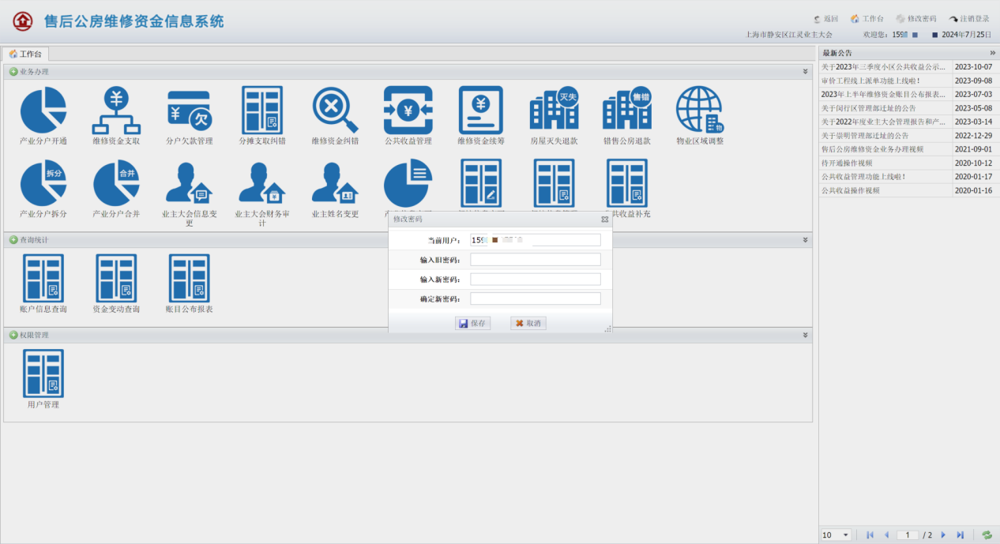 售后公房维修资金信息系统
返回 工作台 修改密码 注销登录
上海市静安区江灵业主大会 欢迎您: 159 2024年7月25日
工作台
业务办理
产业分户开通 维修资金支取 分户欠款管理 分摊支取纠错 维修资金纠错 公共收益管理 维修资金续筹 房屋灭失退款 错售公房退款 物业区域调整
欠
灭失
售错
物
拆分
合并
产业分户拆分 产业分户合并 业主大会信息变更 业主大会财务审计 业主姓名变更
共收益补充
查询统计
账户信息查询 资金变动查询 账目公布报表
权限管理
用户管理
修改密码
当前用户: 159
输入旧密码:
输入新密码:
确定新密码:
保存 取消
最新公告
关于2023年三季度小区公共收益公示... 2023-10-07
审价工程线上派单功能上线啦! 2023-09-08
2023年上半年维修资金账目公布报表... 2023-07-03
关于闵行区管理部迁址的公告 2023-05-08
关于2022年度业主大会管理报告和产... 2023-03-14
关于崇明管理部迁址的公告 2022-12-29
售后公房维修资金业务办理视频 2021-09-01
待开通操作视频 2020-10-12
公共收益管理功能上线啦! 2020-01-17
公共收益操作视频 2020-01-16
10 1 / 2